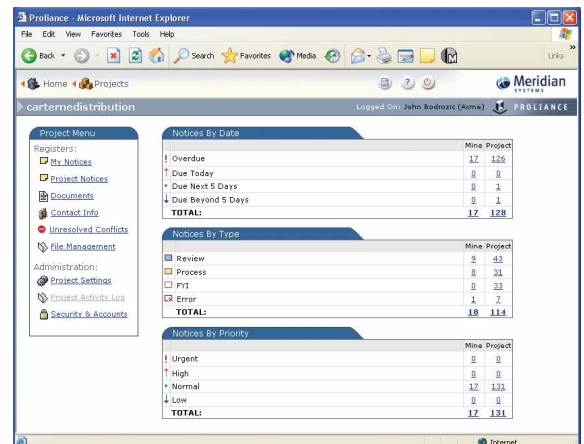 Proliance - Microsoft Internet Explorer
File Edit View Favorites Tools Help
Back Search Favorites Media Links »
Home Projects Meridian SYSTEMS
carternedistribution Logged On: John Bodrozic (Acme) PROLIANCE
Project Menu
Registers:
My Notices
Project Notices
Documents
Contact Info
Unresolved Conflicts
File Management
Administration:
Project Settings
Project Activity Log
Security & Accounts
Notices By Date
Mine Project
! Overdue 17 126
↑ Due Today 0 0
Due Next 5 Days 0 1
↓ Due Beyond 5 Days 0 1
TOTAL: 17 128
Notices By Type
Mine Project
Review 9 43
Process 8 31
FYI 0 33
Error 1 7
TOTAL: 18 114
Notices By Priority
Mine Project
! Urgent 0 0
↑ High 0 0
Normal 17 131
↓ Low 0 0
TOTAL: 17 131
Internet